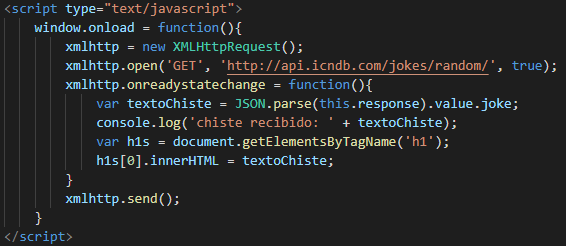 <script type="text/javascript">
    window.onload = function(){
        xmlhttp = new XMLHttpRequest();
        xmlhttp.open('GET', 'http://api.icndb.com/jokes/random/', true);
        xmlhttp.onreadystatechange = function(){
            var textoChiste = JSON.parse(this.response).value.joke;
            console.log('chiste recibido: ' + textoChiste);
            var h1s = document.getElementsByTagName('h1');
            h1s[0].innerHTML = textoChiste;
        }
        xmlhttp.send();
    }
</script>